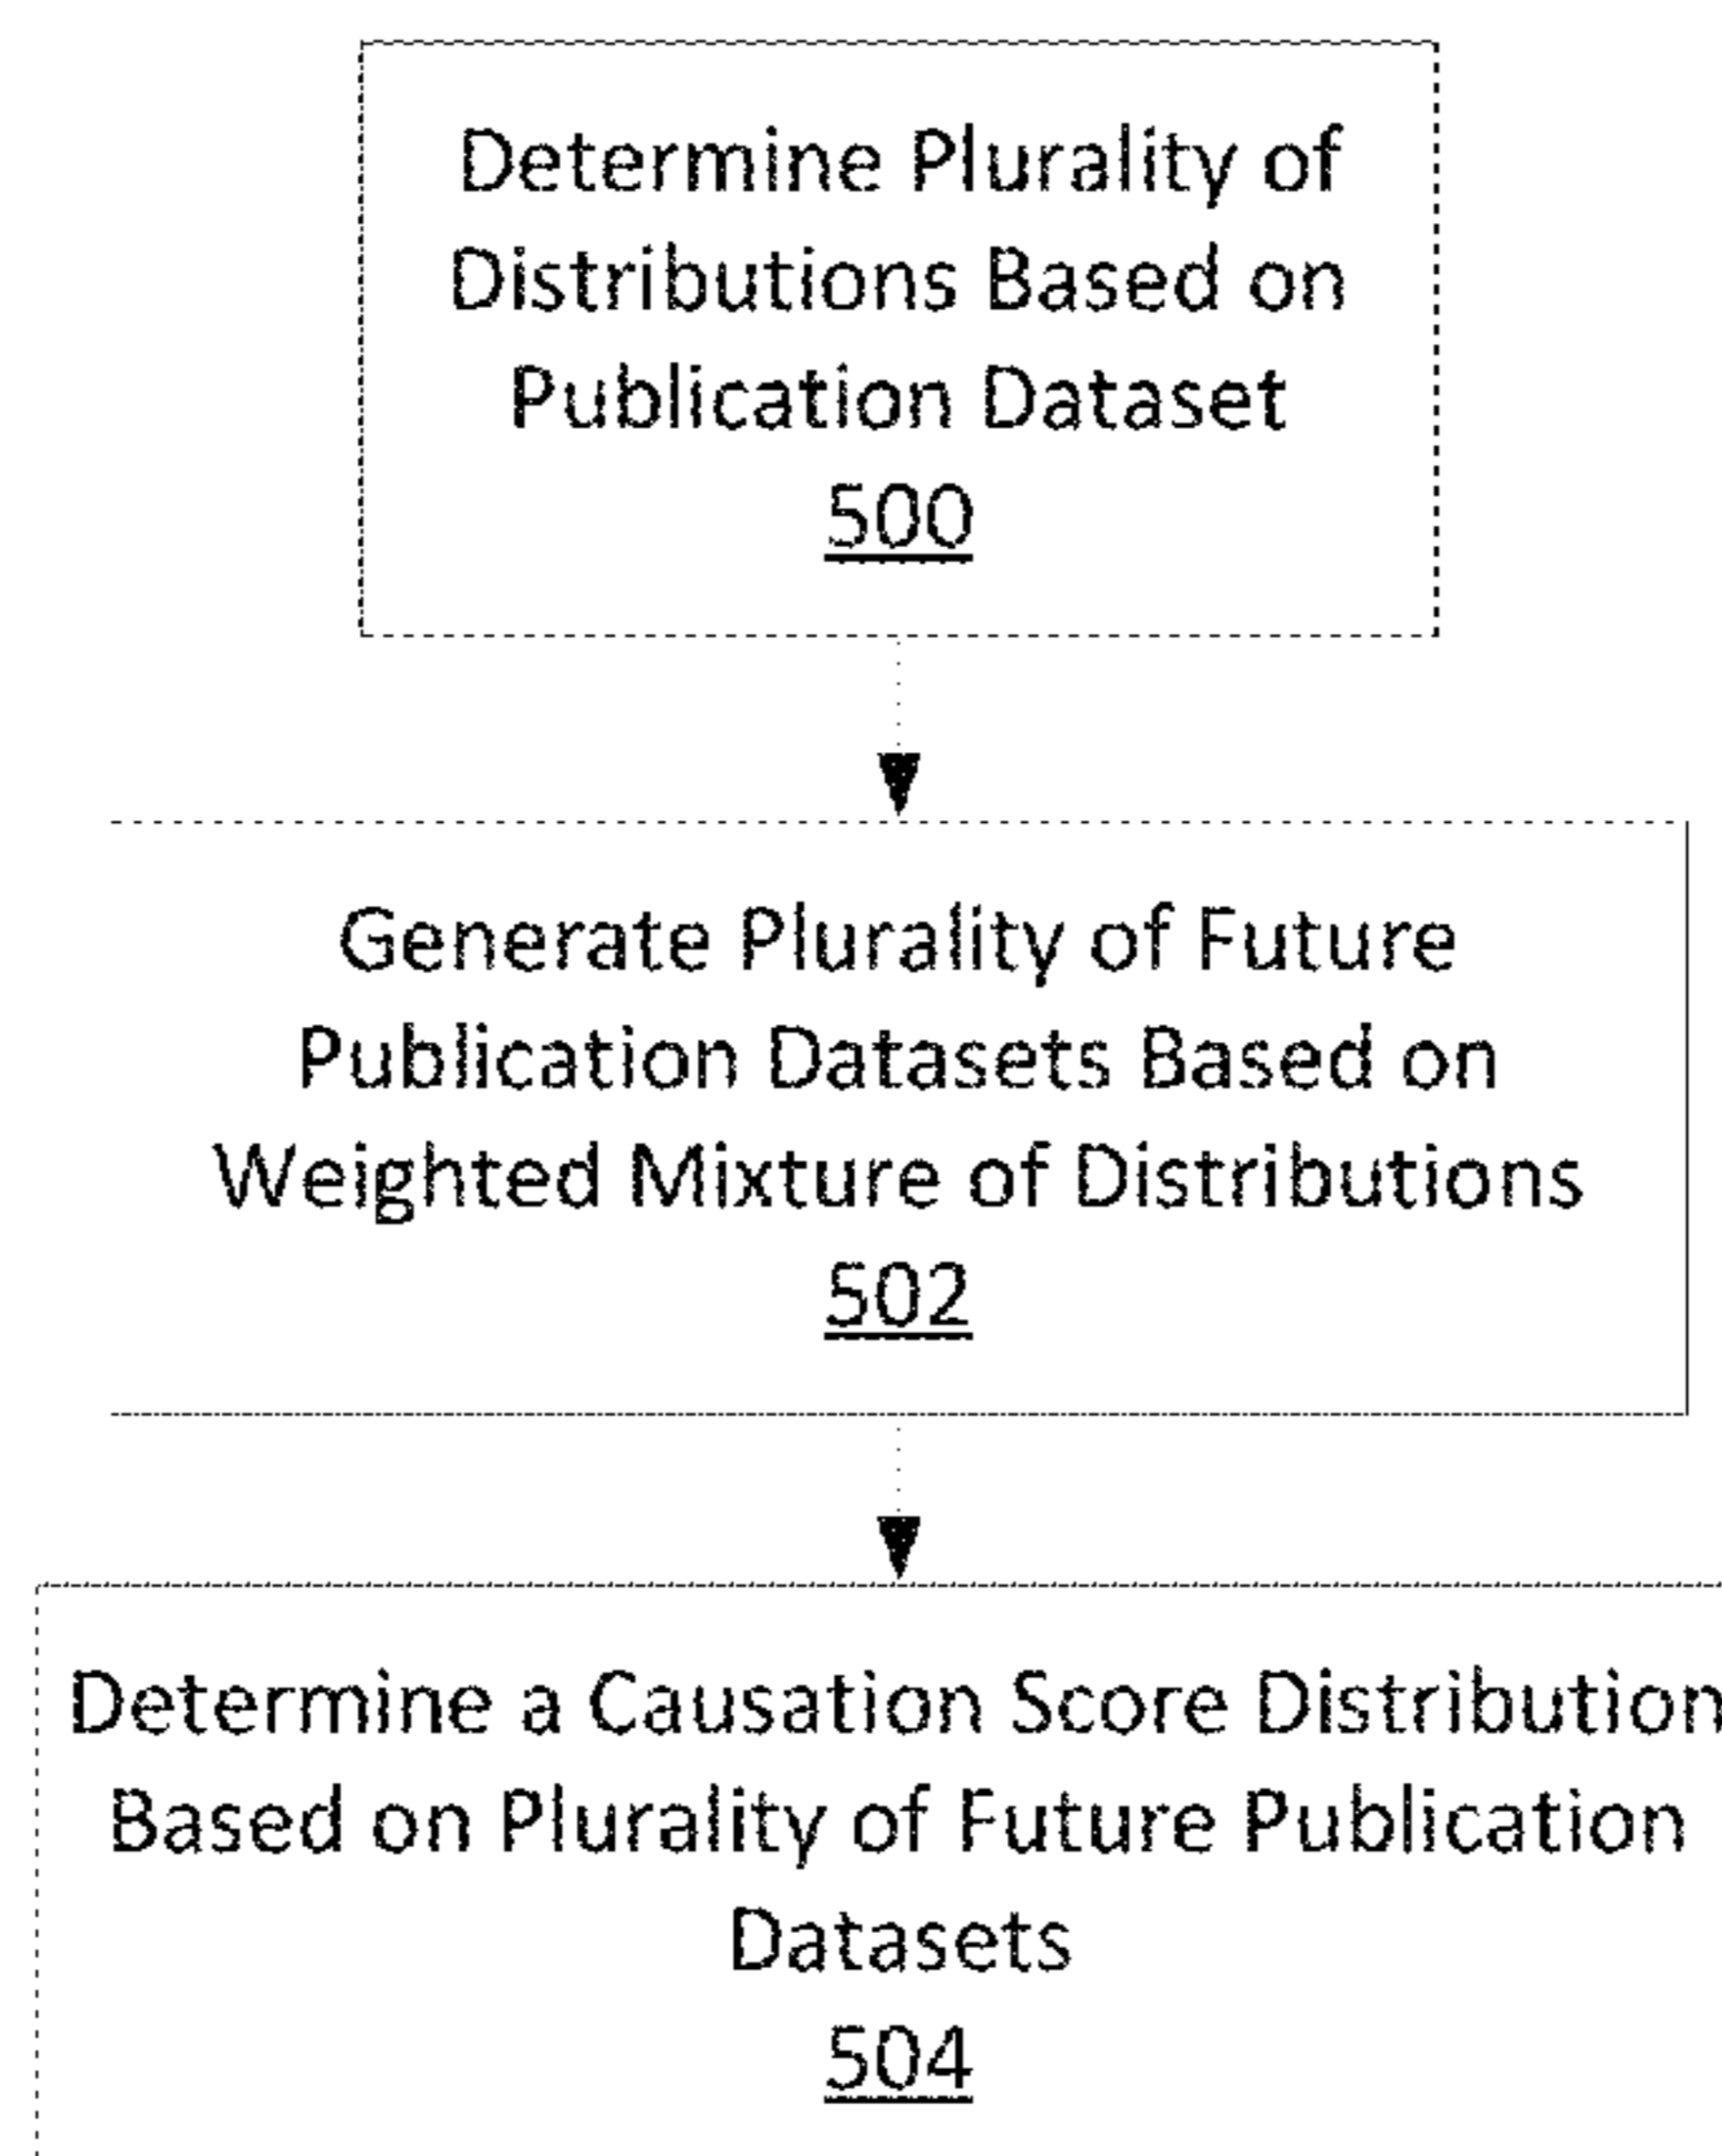 Determine Plurality of
Distributions Based on
Publication Dataset
500
Generate Plurality of Future
Publication Datasets Based on
Weighted Mixture of Distributions
502
Determine a Causation Score Distribution
Based on Plurality of Future Publication
Datasets
504